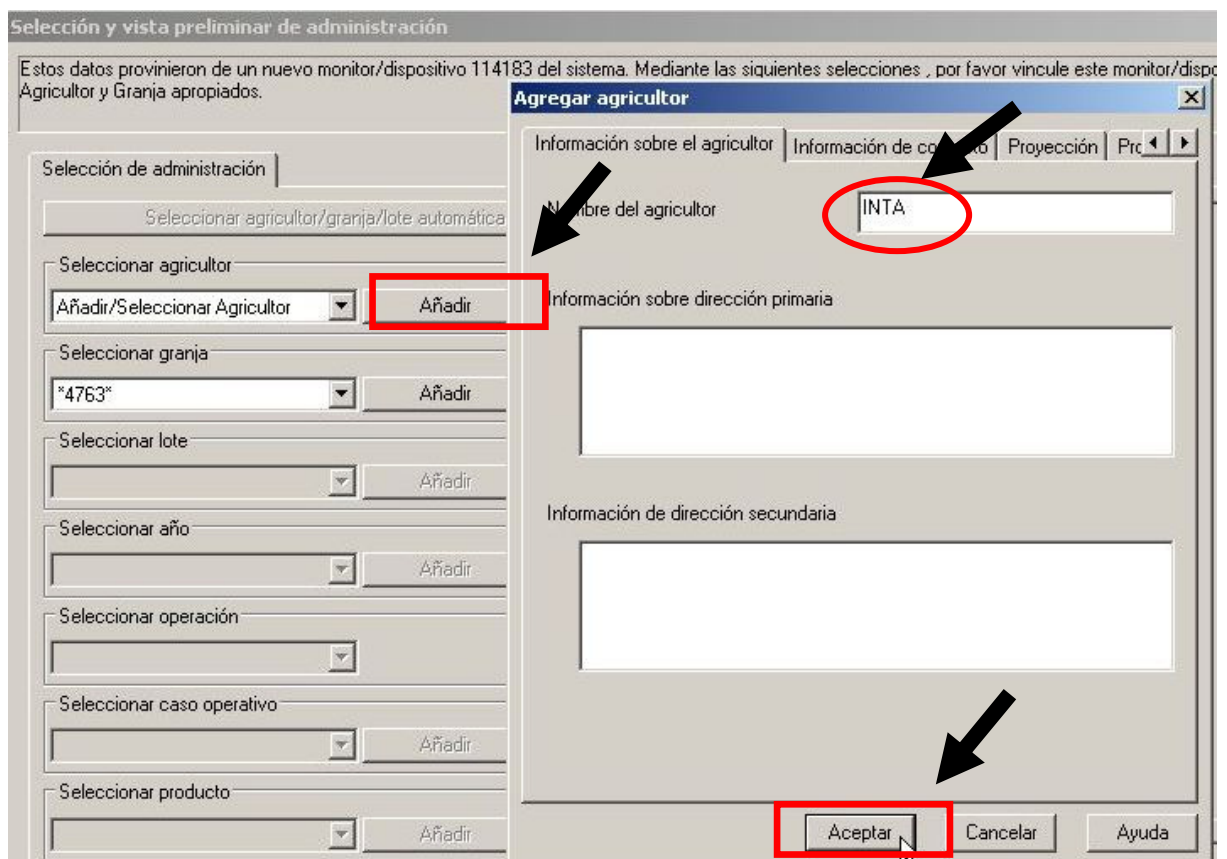 Selección y vista preliminar de administración
Estos datos provinieron de un nuevo monitor/dispositivo 114183 del sistema. Mediante las siguientes selecciones , por favor vincule este monitor/dispo
Agricultor y Granja apropiados.
Selección de administración
Seleccionar agricultor/granja/lote automática
Seleccionar agricultor
Añadir/Seleccionar Agricultor
Añadir
Seleccionar granja
*4763*
Añadir
Seleccionar lote
Añadir
Seleccionar año
Añadir
Seleccionar operación
Seleccionar caso operativo
Añadir
Seleccionar producto
Añadir
Agregar agricultor
Información sobre el agricultor
Información de
Proyección
Nombre del agricultor
INTA
Información sobre dirección primaria
Información de dirección secundaria
Aceptar
Cancelar
Ayuda